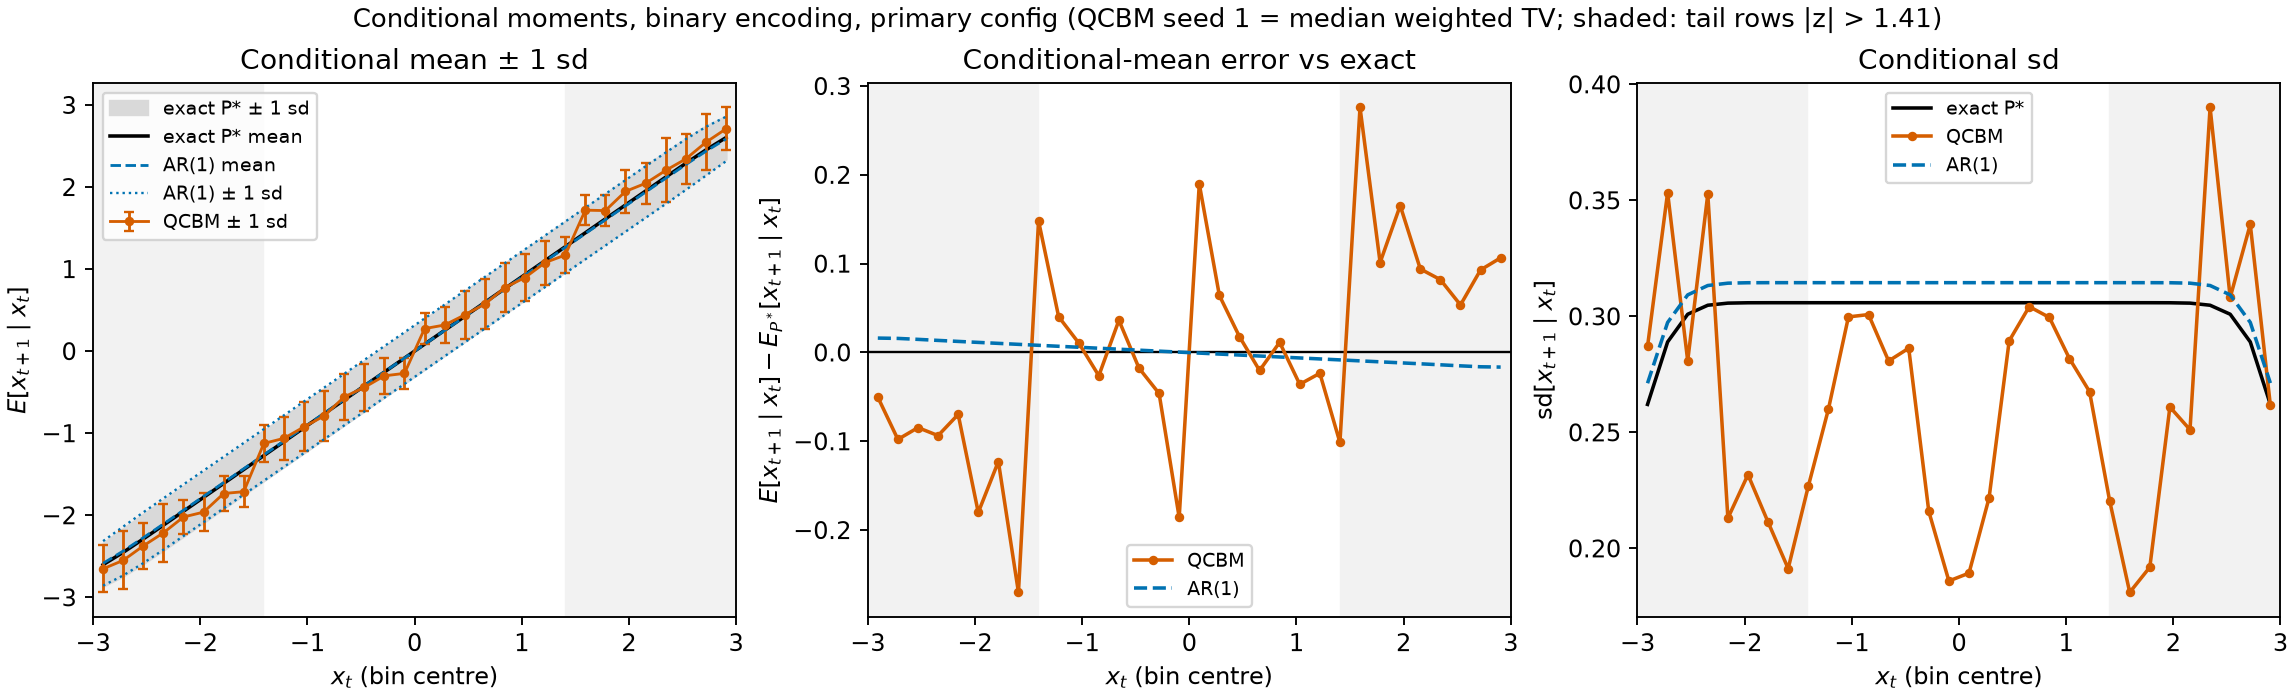 Conditional moments, binary encoding, primary config (QCBM seed 1 = median weighted TV; shaded: tail rows |z| > 1.41)
Conditional mean ± 1 sd
exact P* ± 1 sd
exact P* mean
AR(1) mean
AR(1) ± 1 sd
QCBM ± 1 sd
3
2
1
0
−1
−2
−3
E[x_{t+1} | x_t]
−3 −2 −1 0 1 2 3
x_t (bin centre)
Conditional-mean error vs exact
0.3
0.2
0.1
0.0
−0.1
−0.2
E[x_{t+1} | x_t] − E_{P*}[x_{t+1} | x_t]
QCBM
AR(1)
−3 −2 −1 0 1 2 3
x_t (bin centre)
Conditional sd
exact P*
QCBM
AR(1)
0.40
0.35
0.30
0.25
0.20
sd[x_{t+1} | x_t]
−3 −2 −1 0 1 2 3
x_t (bin centre)